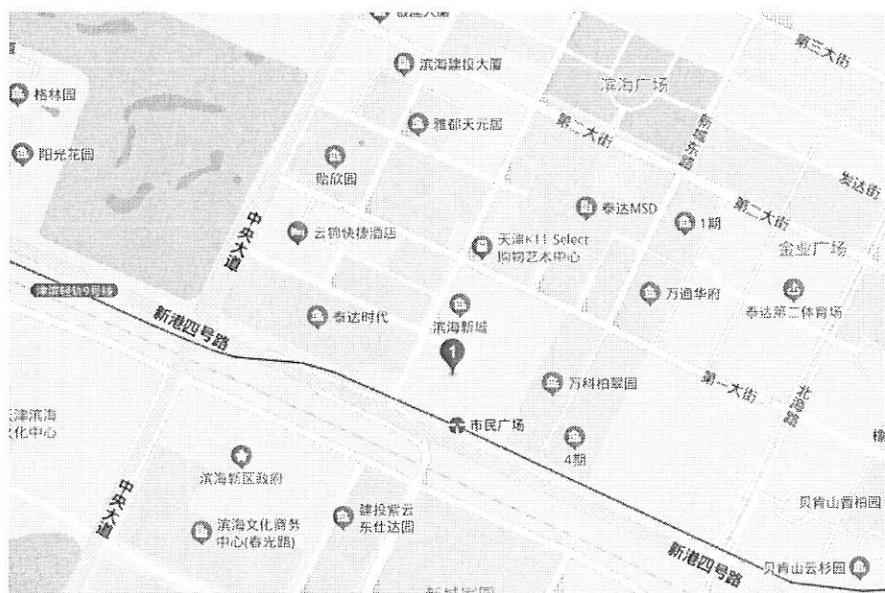 滨海建投大厦
第三大街
格林园
滨海广场
雅都天元居
第二大街
新城东路
阳光花园
贻欣园
发达街
泰达MSD
第二大街
1期
中央大道
云锦快捷酒店
天津K11 Select
购物艺术中心
金业广场
万通华府
泰达第二体育场
滨海新城
泰达时代
新港四号路
1
万科柏翠园
第一大街
北海路
市民广场
4期
天津滨海
文化中心
滨海新区政府
中央大道
建投紫云
东仕达园
滨海文化商务
中心(春光路)
贝肯山香柏园
新港四号路
贝肯山云杉园